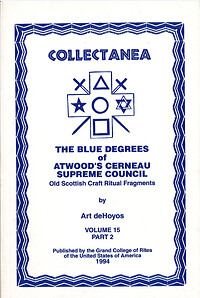 COLLECTANEA
THE BLUE DEGREES
of
ATWOOD'S CERNEAU
SUPREME COUNCIL
Old Scottish Craft Ritual Fragments
by
Art deHoyos
VOLUME 15
PART 2
Published by the Grand College of Rites
of the United States of America
1994